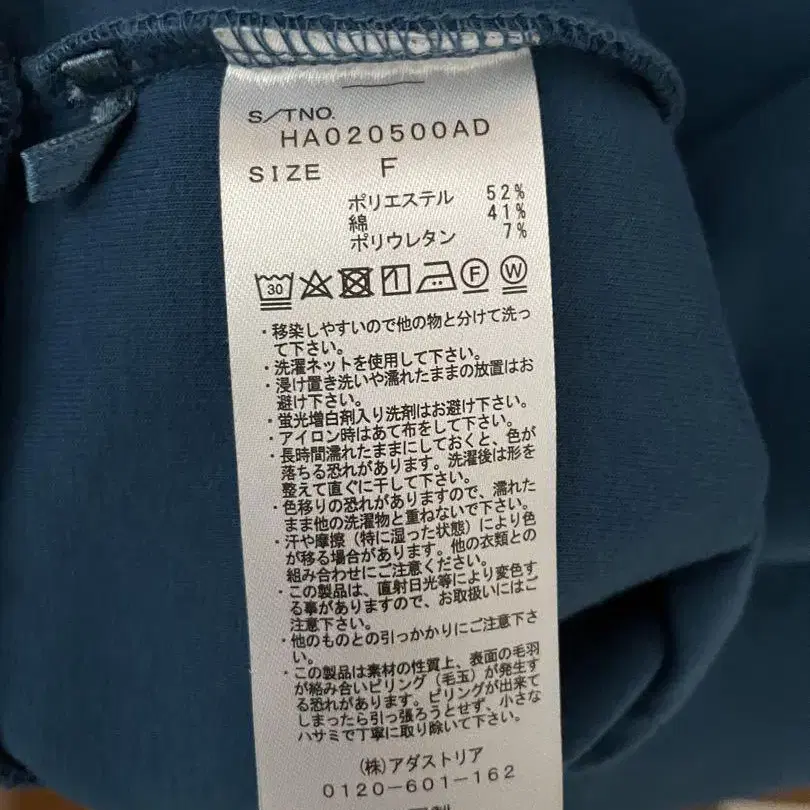 S/TNO.
HA020500AD
SIZE F
ポリエステル 52%
綿 41%
ポリウレタン 7%
30 F W
・移染しやすいので他の物と分けて洗っ
て下さい。
・洗濯ネットを使用して下さい。
・浸け置き洗いや濡れたままの放置はお
避け下さい。
・蛍光増白剤入り洗剤はお避け下さい。
・アイロン時はあて布をして下さい。
・長時間濡れたままにしておくと、色が
落ちる恐れがあります。洗濯後は形を
整えて直ぐに干して下さい。
・色移りの恐れがありますので、濡れた
まま他の洗濯物と重ねないで下さい。
・汗や摩擦（特に湿った状態）により色
が移る場合があります。他の衣類との
組み合わせにご注意ください。
・この製品は、直射日光等により変色す
る事がありますので、お取扱いにはご
注意下さい。
・他のものとの引っかかりにご注意下さ
い。
・この製品は素材の性質上、表面の毛羽
が絡み合いピリング（毛玉）が発生す
る恐れがあります。ピリングが出来て
しまったら引っ張ろうとせず、小さな
ハサミで丁寧に取り除いて下さい。
(株)アダストリア
0120-601-162